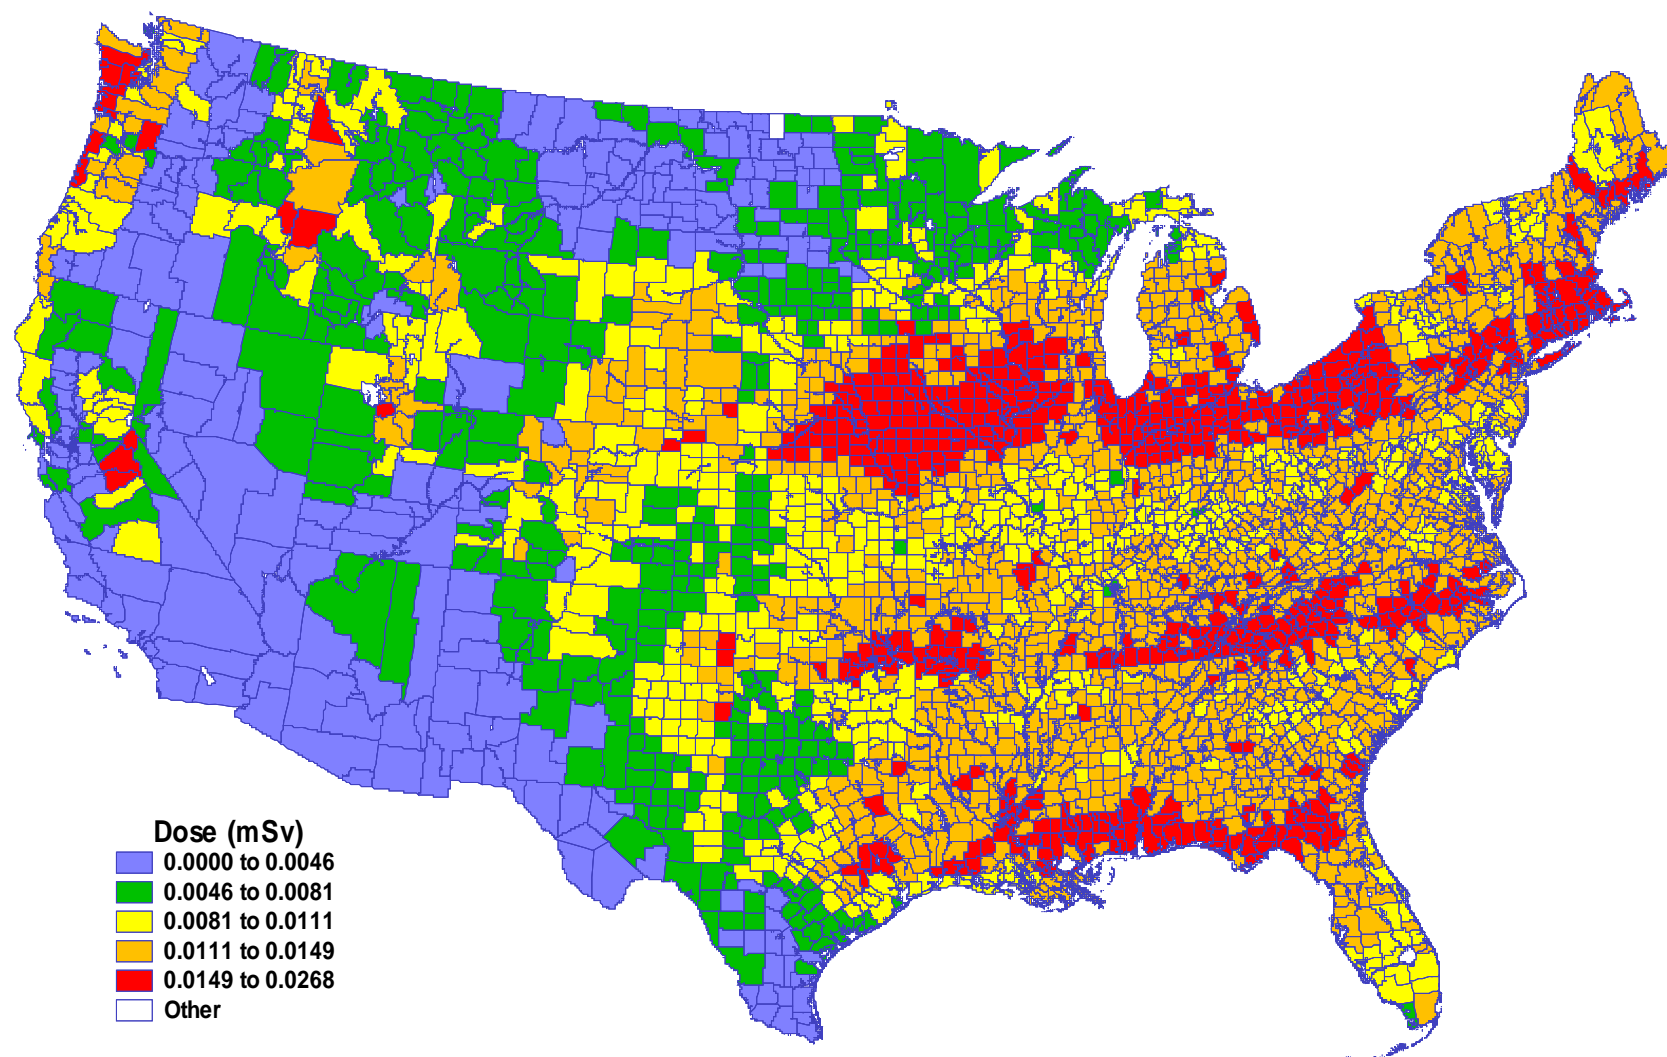 Dose (mSv)
0.0000 to 0.0046
0.0046 to 0.0081
0.0081 to 0.0111
0.0111 to 0.0149
0.0149 to 0.0268
Other